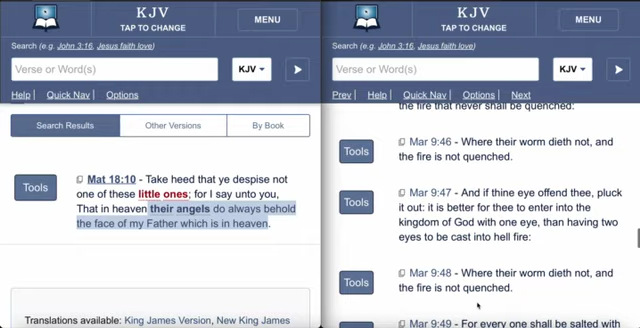 KJV
TAP TO CHANGE
MENU
Search (e.g. John 3:16, Jesus faith love)
Verse or Word(s)
KJV
Help | Quick Nav | Options
Search Results
Other Versions
By Book
Tools
Mat 18:10 - Take heed that ye despise not
one of these little ones; for I say unto you,
That in heaven their angels do always behold
the face of my Father which is in heaven.
Translations available: King James Version, New King James
KJV
TAP TO CHANGE
MENU
Search (e.g. John 3:16, Jesus faith love)
Verse or Word(s)
KJV
Prev | Help | Quick Nav | Options | Next
the fire that never shall be quenched:
Tools
Mar 9:46 - Where their worm dieth not, and
the fire is not quenched.
Tools
Mar 9:47 - And if thine eye offend thee, pluck
it out: it is better for thee to enter into the
kingdom of God with one eye, than having two
eyes to be cast into hell fire:
Tools
Mar 9:48 - Where their worm dieth not, and
the fire is not quenched.
Tools
Mar 9:49 - For every one shall be salted with